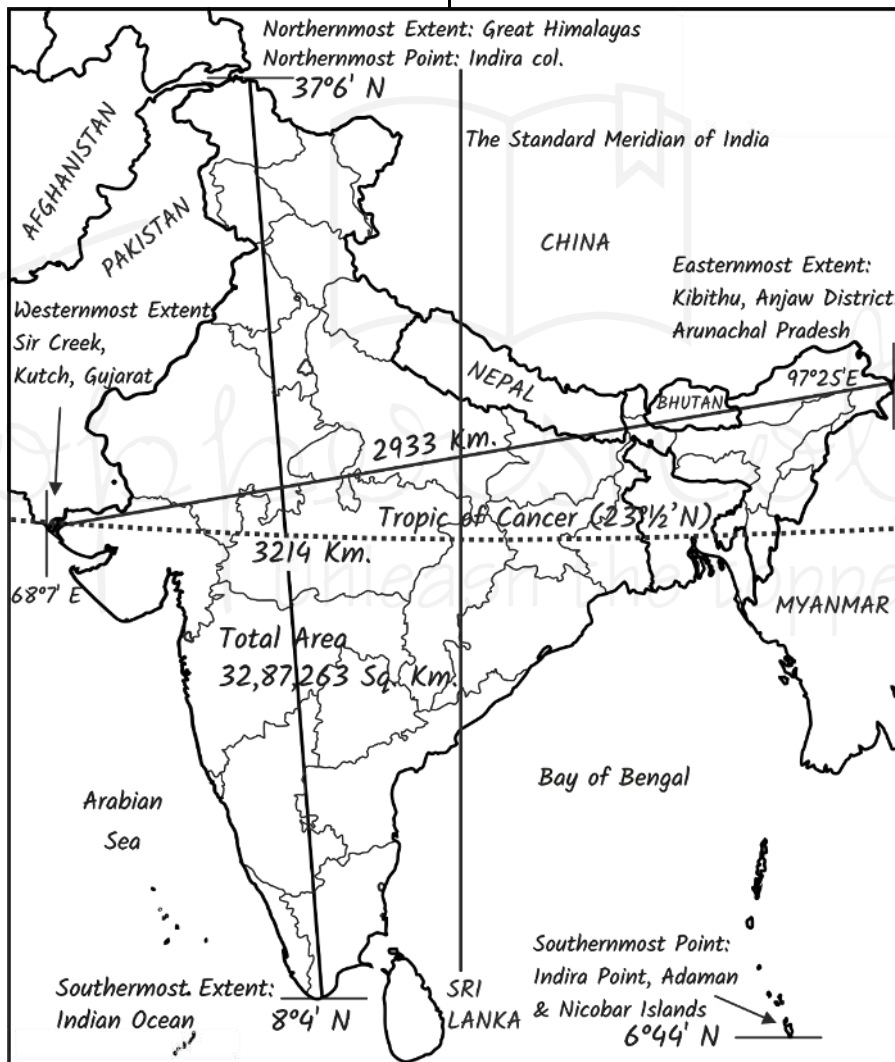 Northernmost Extent: Great Himalayas
Northernmost Point: Indira col.
37°6' N
The Standard Meridian of India
AFGHANISTAN
PAKISTAN
CHINA
Easternmost Extent:
Kibithu, Anjaw District
Arunachal Pradesh
Westernmost Extent
Sir Creek,
Kutch, Gujarat
NEPAL
97°25'E
BHUTAN
2933 Km.
Tropic of Cancer (23½°'N)
3214 Km.
68°7' E
MYANMAR
Total Area
32,87,263 Sq. Km.
Bay of Bengal
Arabian
Sea
Southermost Extent:
Indian Ocean
8°4' N
SRI
LANKA
Southernmost Point:
Indira Point, Adaman
& Nicobar Islands
6°44' N